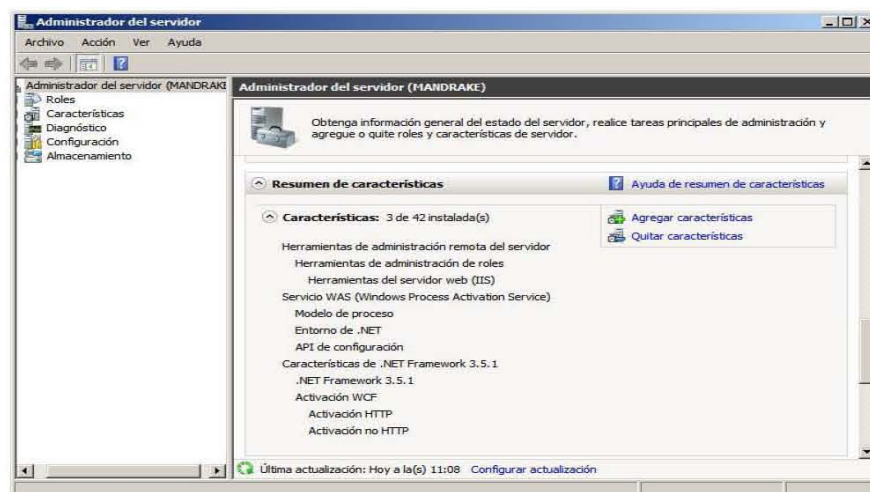 Administrador del servidor
Archivo Acción Ver Ayuda
Administrador del servidor (MANDRAKE
Roles
Características
Diagnóstico
Configuración
Almacenamiento
Administrador del servidor (MANDRAKE)
Obtenga información general del estado del servidor, realice tareas principales de administración y
agregue o quite roles y características de servidor.
Resumen de características
Ayuda de resumen de características
Características: 3 de 42 instalada(s)
Agregar características
Quitar características
Herramientas de administración remota del servidor
Herramientas de administración de roles
Herramientas del servidor web (IIS)
Servicio WAS (Windows Process Activation Service)
Modelo de proceso
Entorno de .NET
API de configuración
Características de .NET Framework 3.5.1
.NET Framework 3.5.1
Activación WCF
Activación HTTP
Activación no HTTP
Última actualización: Hoy a la(s) 11:08 Configurar actualización